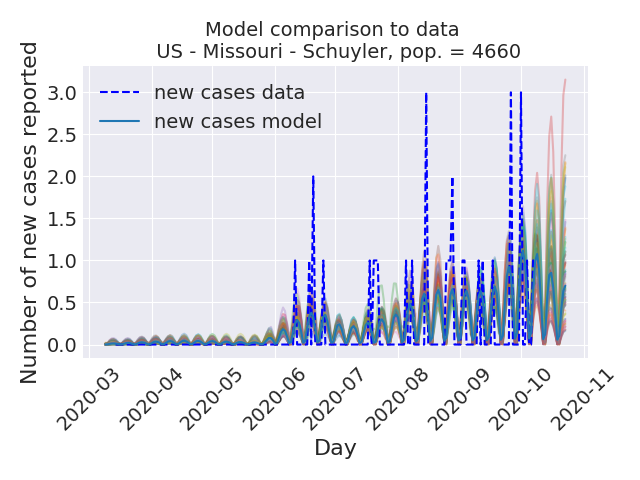 Model comparison to data
US - Missouri - Schuyler, pop. = 4660
Number of new cases reported
3.0
2.5
2.0
1.5
1.0
0.5
0.0
new cases data
new cases model
2020-03
2020-04
2020-05
2020-06
2020-07
2020-08
2020-09
2020-10
2020-11
Day